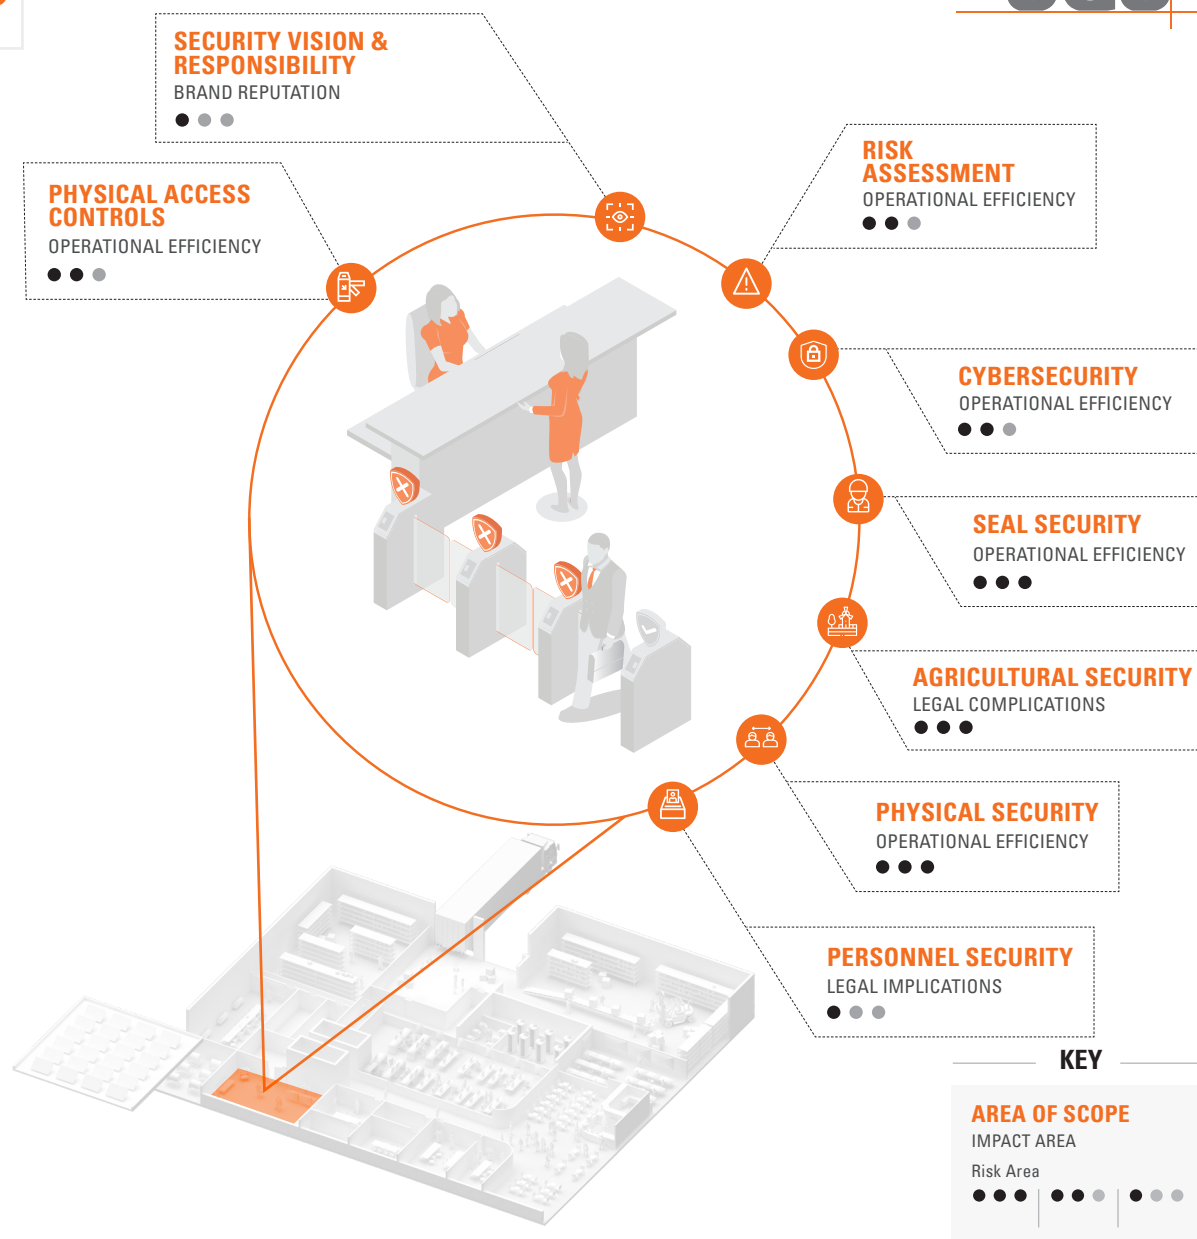 SECURITY VISION &
RESPONSIBILITY
BRAND REPUTATION
PHYSICAL ACCESS
CONTROLS
OPERATIONAL EFFICIENCY
RISK
ASSESSMENT
OPERATIONAL EFFICIENCY
CYBERSECURITY
OPERATIONAL EFFICIENCY
SEAL SECURITY
OPERATIONAL EFFICIENCY
AGRICULTURAL SECURITY
LEGAL COMPLICATIONS
PHYSICAL SECURITY
OPERATIONAL EFFICIENCY
PERSONNEL SECURITY
LEGAL IMPLICATIONS
KEY
AREA OF SCOPE
IMPACT AREA
Risk Area